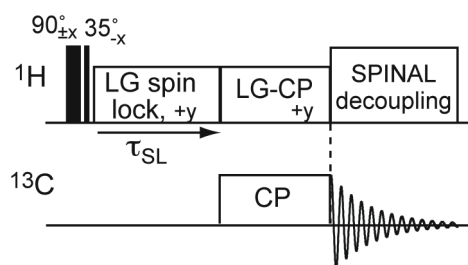 90°±x 35°-x
¹H
LG spin
lock, +y
LG-CP
+y
SPINAL
decoupling
τSL
¹³C
CP